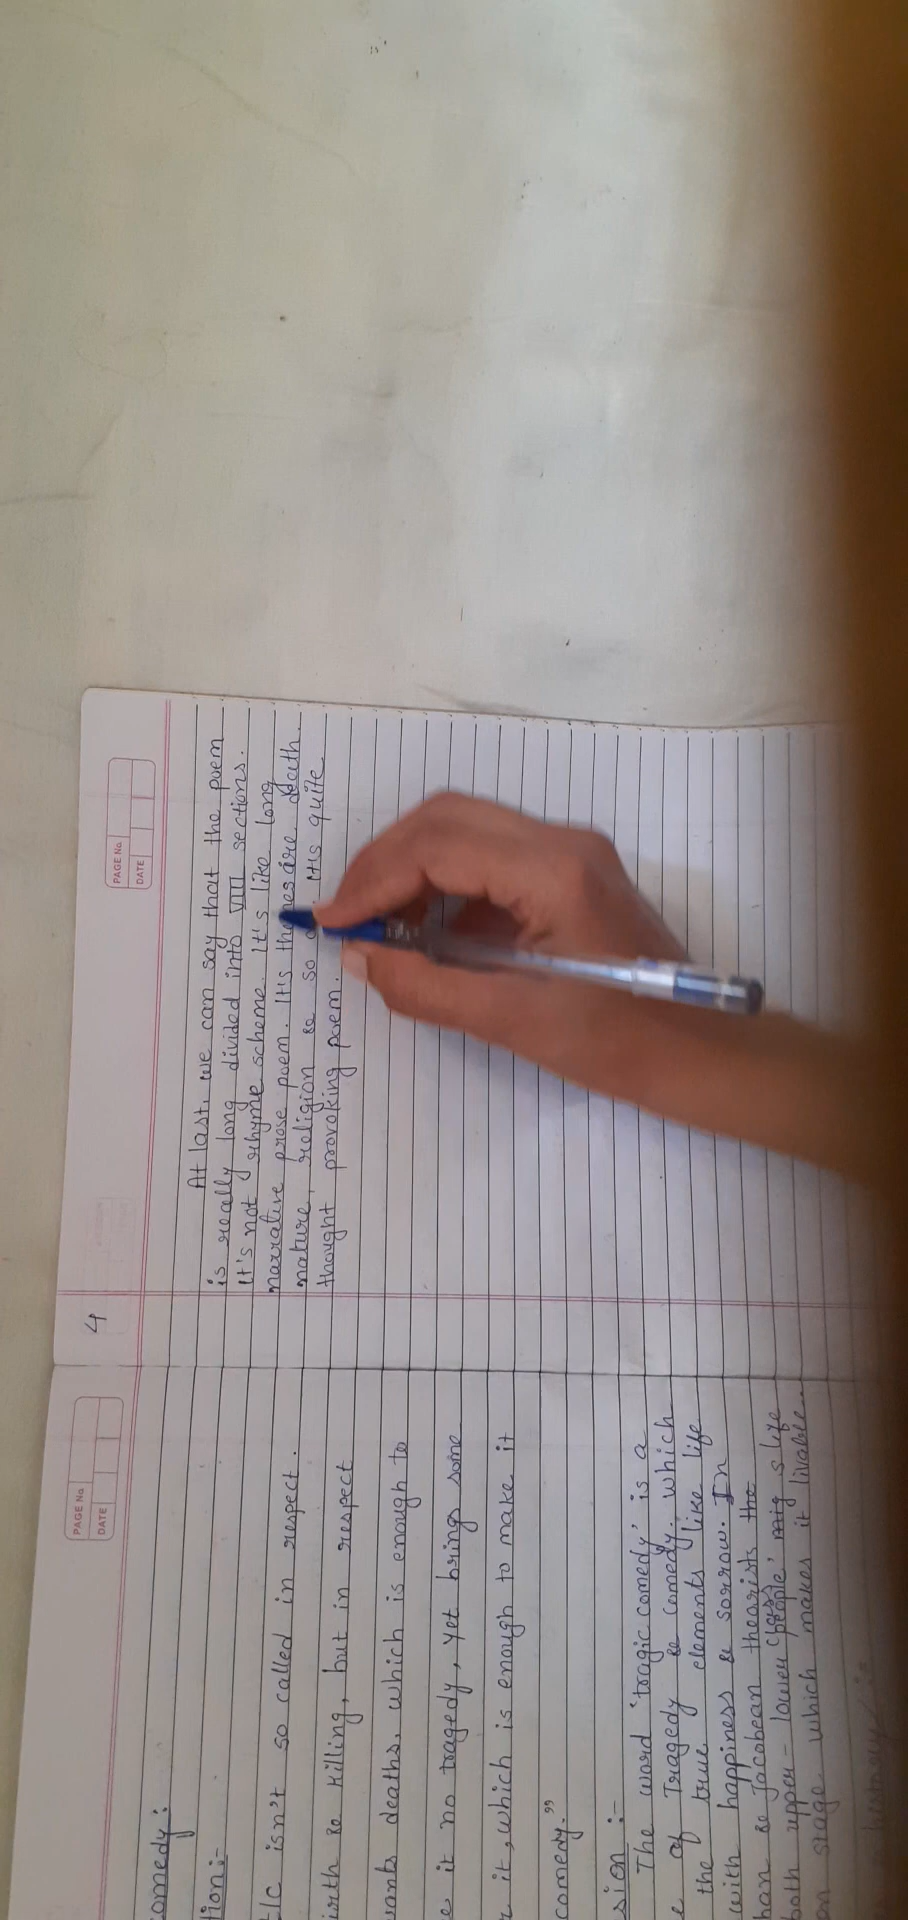 PAGE No.
DATE
4
At last, we can say that the poem
is really long divided into VIII sections.
It's not rhyme scheme. It's like long
narrative prose poem. It's themes are death,
nature, religion & so It's quite
thought provoking poem.
PAGE No.
DATE
omedy:
tion:-
t/c isn't so called in respect.
irth & killing, but in respect
wants deaths, which is enough to
e it no tragedy, yet brings some
r it, which is enough to make it
comedy."
sion:-
The word 'tragic comedy' is a
e of Tragedy & comedy. which
the true elements like life
with happiness & sorrow. In
han & Jacobean theorists the
both upper - lower class people' mig s life
on stage. which makes it livable.